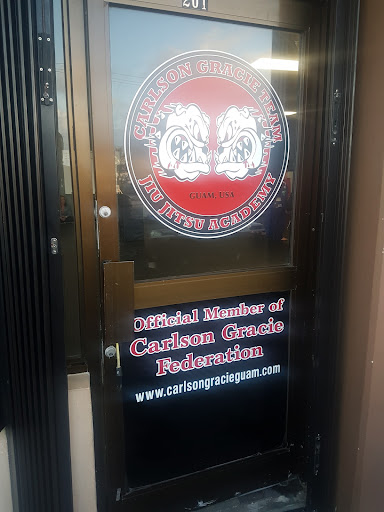 201
CARLSON GRACIE TEAM
GUAM, USA
JIU JITSU ACADEMY
Official Member of
Carlson Gracie
Federation
www.carlsongracieguam.com